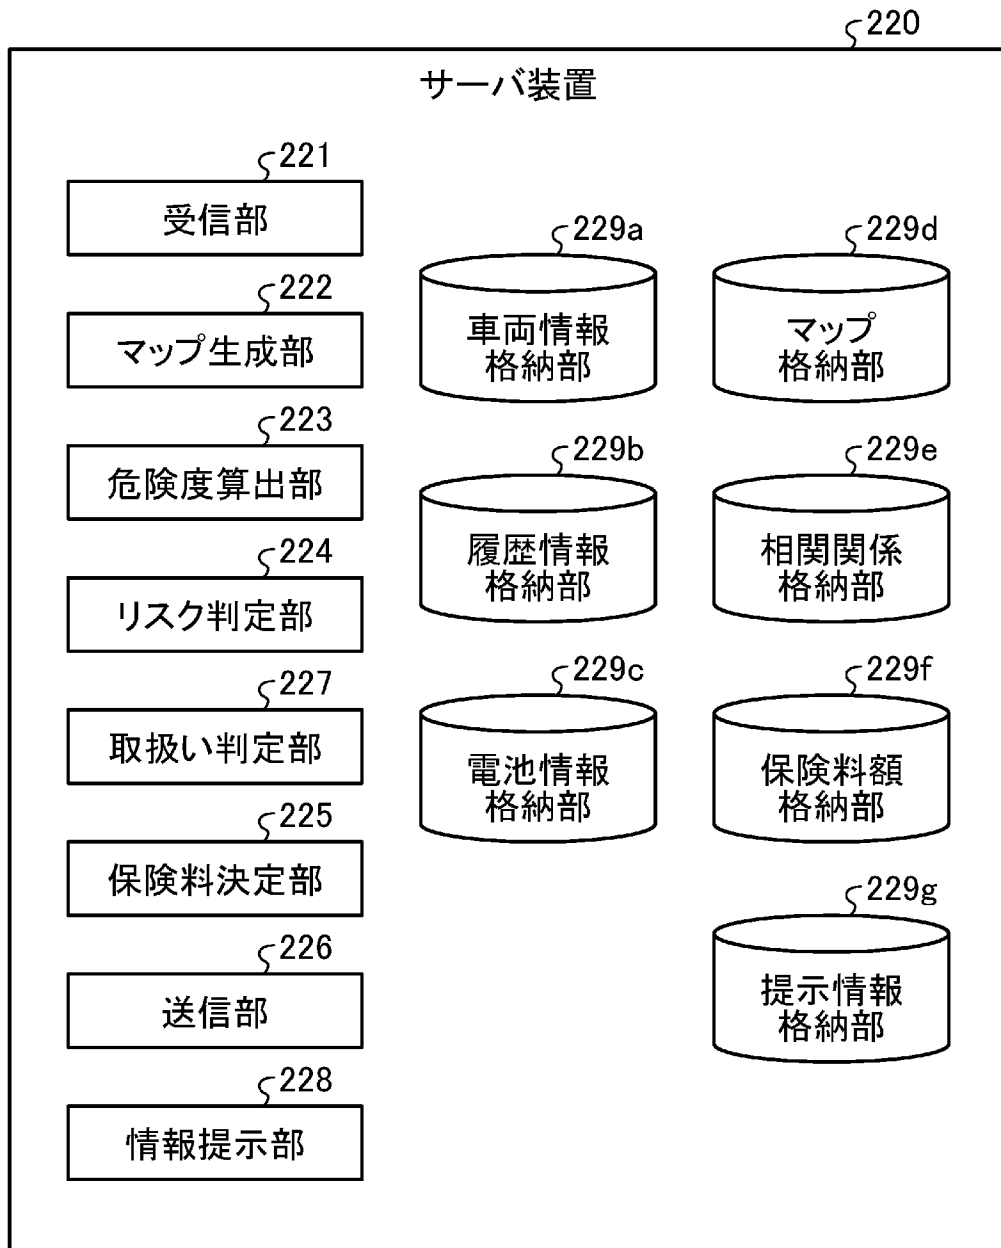 220
サーバ装置
221
受信部
222
マップ生成部
223
危険度算出部
224
リスク判定部
227
取扱い判定部
225
保険料決定部
226
送信部
228
情報提示部
229a
車両情報
格納部
229b
履歴情報
格納部
229c
電池情報
格納部
229d
マップ
格納部
229e
相関関係
格納部
229f
保険料額
格納部
229g
提示情報
格納部